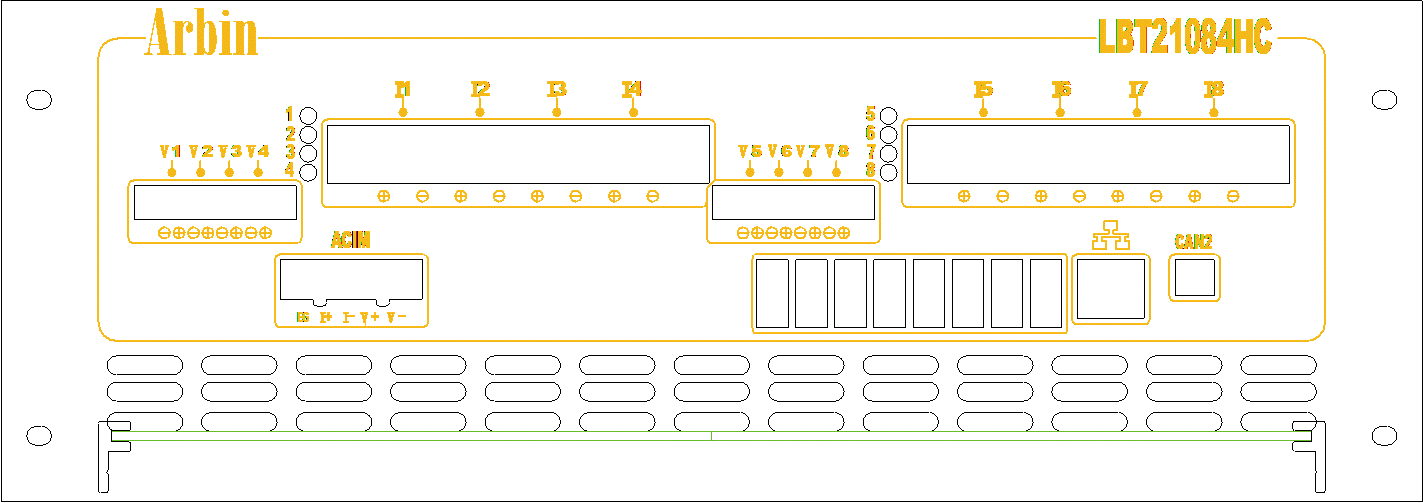 Arbin LBT21084HC
I1 I2 I3 I4 I5 I6 I7 I8
1 5
2 6
V1 V2 V3 V4 3 V5 V6 V7 V8 7
4 8
⊕ ⊖ ⊕ ⊖ ⊕ ⊖ ⊕ ⊖ ⊕ ⊖ ⊕ ⊖ ⊕ ⊖ ⊕ ⊖
⊖⊕⊖⊕⊖⊕⊖⊕ ⊕⊖⊕⊖⊕⊖⊖⊕
CAN2
I+ I- V+ V-